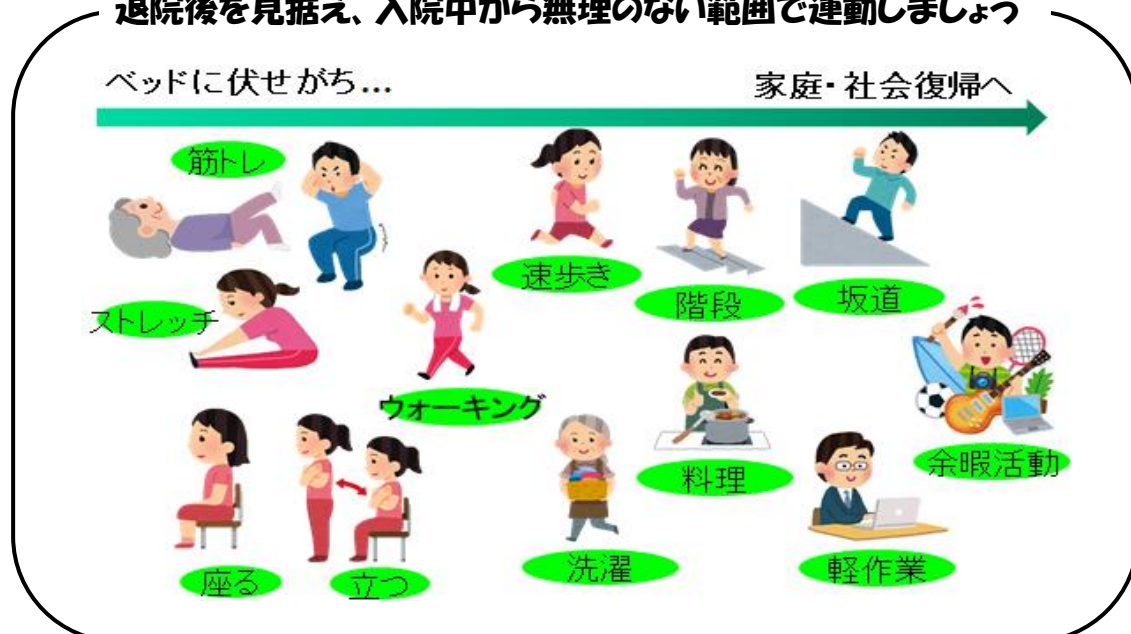 退院後を見据え、入院中から無理のない範囲で運動しましょう
ベッドに伏せがち…
家庭・社会復帰へ
筋トレ
速歩き
階段
坂道
ストレッチ
ウォーキング
料理
余暇活動
座る
立つ
洗濯
軽作業